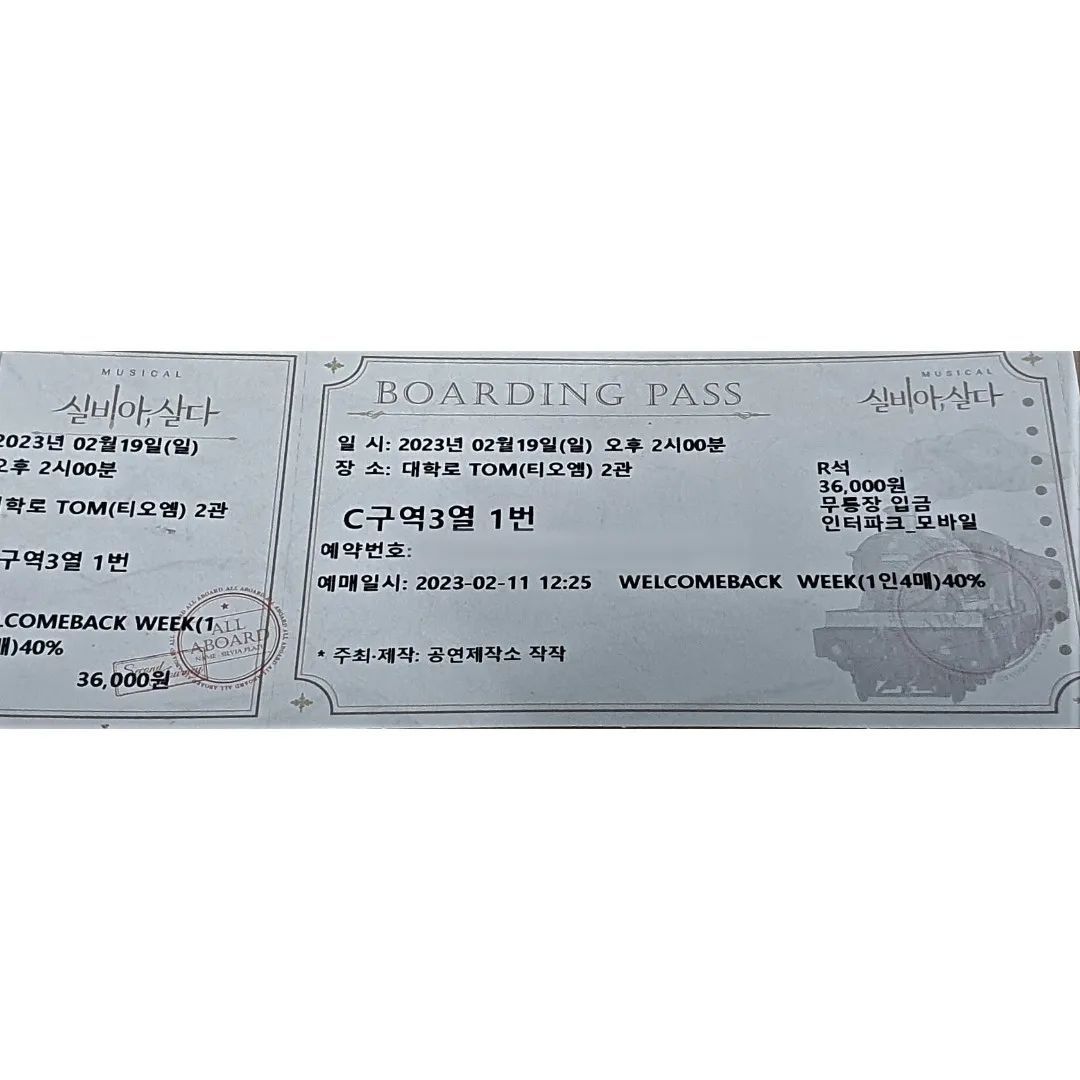 MUSICAL
실비아,살다
2023년 02월19일(일)
오후 2시00분
학로 TOM(티오엠) 2관
구역3열 1번
LCOMEBACK WEEK(1
매)40%
36,000원
ALL
ABOARD
Second
BOARDING PASS
MUSICAL
실비아,살다
일 시: 2023년 02월19일(일) 오후 2시00분
장 소: 대학로 TOM(티오엠) 2관
R석
36,000원
무통장 입금
인터파크_모바일
C구역3열 1번
예약번호:
예매일시: 2023-02-11 12:25 WELCOMEBACK WEEK(1인4매)40%
* 주최·제작: 공연제작소 작작